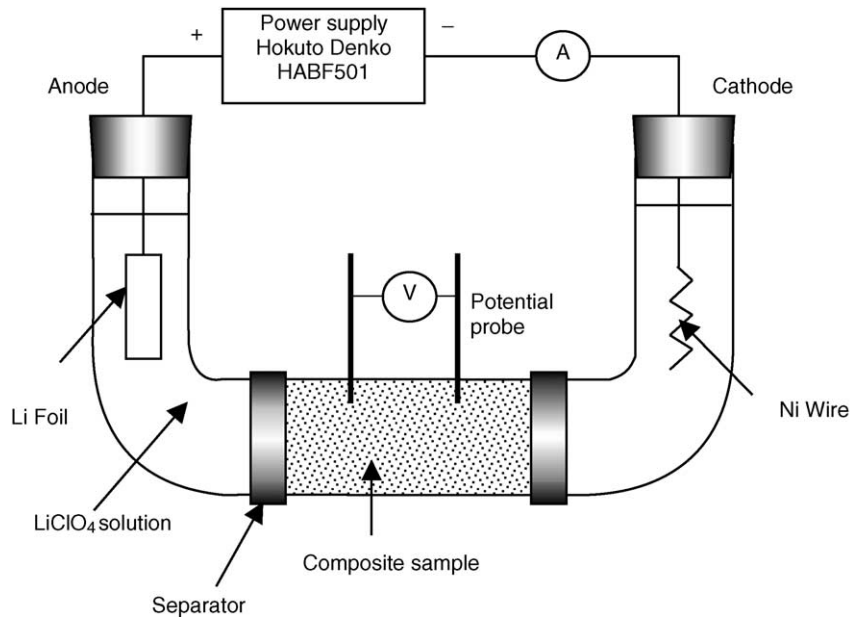 Power supply
Hokuto Denko
HABF501
+
−
A
Anode
Cathode
V
Potential
probe
Li Foil
Ni Wire
LiClO₄ solution
Composite sample
Separator